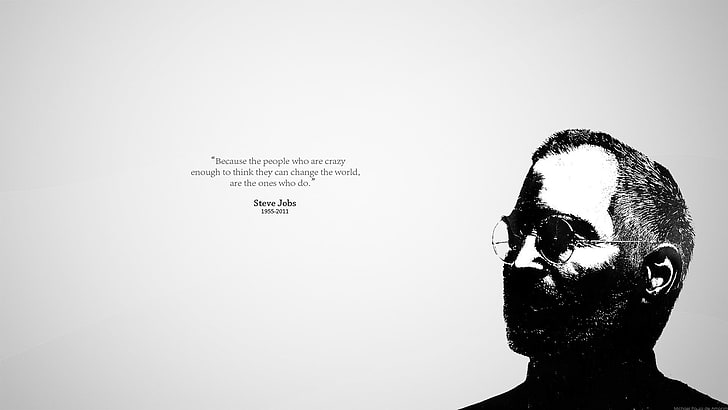 “Because the people who are crazy
enough to think they can change the world,
are the ones who do.”
Steve Jobs
1955-2011